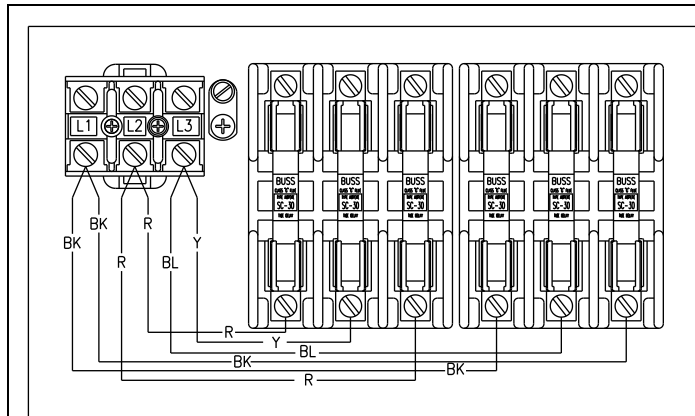 L1 L2 L3
BUSS BUSS BUSS BUSS BUSS BUSS
SC-30 SC-30 SC-30 SC-30 SC-30 SC-30
BK BK R R BL Y
R
Y
BL
BK
BK
R